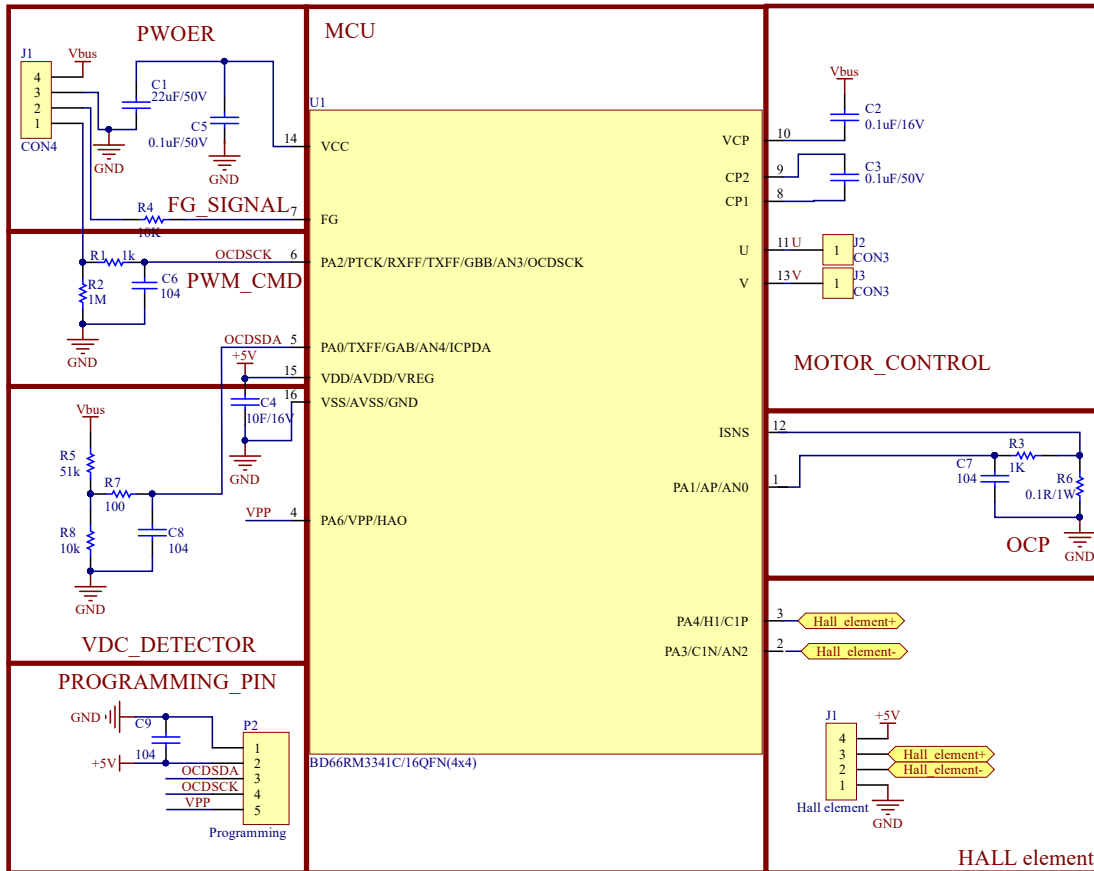 PWOER
J1
Vbus
4
3
2
1
CON4
GND
C1
22uF/50V
C5
0.1uF/50V
GND
14
FG_SIGNAL
R4
10K
7
MCU
U1
VCC
FG
PA2/PTCK/RXFF/TXFF/GBB/AN3/OCDSCK
PA0/TXFF/GAB/AN4/ICPDA
VDD/AVDD/VREG
VSS/AVSS/GND
PA6/VPP/HAO
VCP
CP2
CP1
U
V
ISNS
PA1/AP/AN0
PA4/H1/C1P
PA3/C1N/AN2
BD66RM3341C/16QFN(4x4)
R1
1k
OCDSCK
6
R2
1M
C6
104
PWM_CMD
GND
OCDSDA
5
+5V
15
16
C4
10F/16V
GND
Vbus
R5
51k
R7
100
R8
10k
C8
104
GND
VPP
4
VDC_DETECTOR
PROGRAMMING_PIN
GND
C9
104
+5V
OCDSDA
OCDSCK
VPP
P2
1
2
3
4
5
Programming
Vbus
C2
0.1uF/16V
10
9
8
C3
0.1uF/50V
11
U
1
J2
CON3
13
V
1
J3
CON3
MOTOR_CONTROL
12
1
C7
104
R3
1K
R6
0.1R/1W
OCP
GND
3
Hall_element+
2
Hall_element-
J1
+5V
4
3
2
1
Hall_element+
Hall_element-
Hall element
GND
HALL element